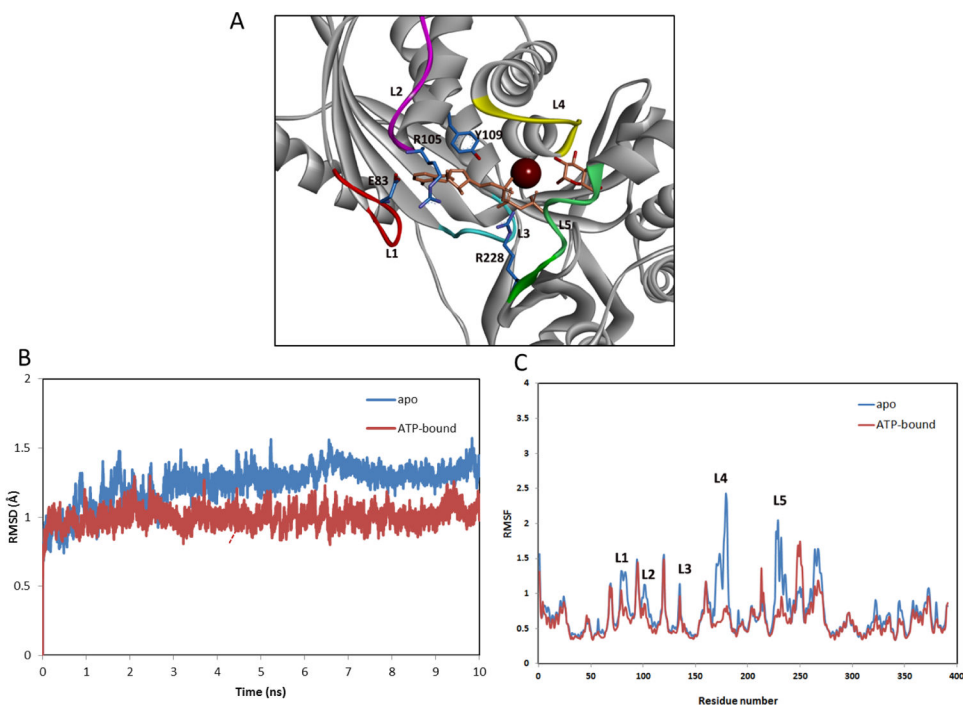 A
L2
L4
R105
Y109
E83
L3
L5
L1
R228
B
C
2
1.5
1
0.5
0
RMSD (Å)
apo
ATP-bound
0 1 2 3 4 5 6 7 8 9 10
Time (ns)
4
3.5
3
2.5
2
1.5
1
0.5
0
RMSF
apo
ATP-bound
L4
L5
L1
L2
L3
0 50 100 150 200 250 300 350 400
Residue number